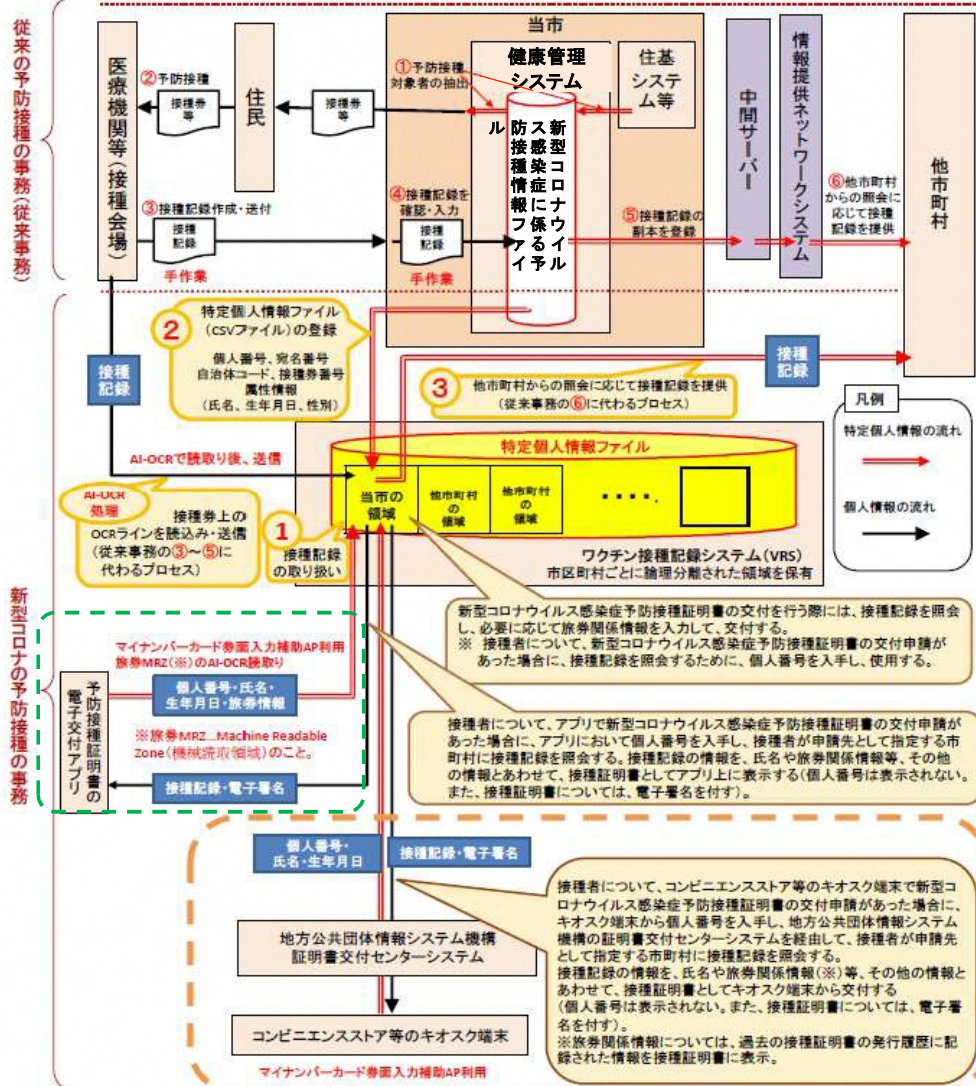 従来の予防接種の事務(従来事務)
医療機関等(接種会場)
②予防接種
接種券
等
住民
接種券
等
当市
①予防接種
対象者の抽出
健康管理
システム
住基
システ
ム等
新型コロナウイル
ス感染症に係る予
防接種情報ファイ
ル
中間サーバー
情報提供ネットワークシステム
他市町村
③接種記録作成・送付
接種
記録
手作業
④接種記録を
確認・入力
接種
記録
手作業
⑤接種記録の
副本を登録
⑥他市町村
からの照会に
応じて接種
記録を提供
新型コロナの予防接種の事務
接種
記録
②
特定個人情報ファイル
(CSVファイル)の登録
個人番号、宛名番号
自治体コード、接種券番号
属性情報
(氏名、生年月日、性別)
接種
記録
③
他市町村からの照会に応じて接種記録を提供
(従来事務の⑥に代わるプロセス)
凡例
特定個人情報の流れ
個人情報の流れ
AI-OCRで読取り後、送信
AI-OCR
処理
接種券上の
OCRラインを読込み・送信
(従来事務の③~⑤に
代わるプロセス)
特定個人情報ファイル
当市の
領域
他市町村
の
領域
他市町村
の
領域
・・・・,
①
接種記録
の取り扱い
ワクチン接種記録システム(VRS)
市区町村ごとに論理分離された領域を保有
新型コロナウイルス感染症予防接種証明書の交付を行う際には、接種記録を照会
し、必要に応じて旅券関係情報を入力して、交付する。
※ 接種者について、新型コロナウイルス感染症予防接種証明書の交付申請が
あった場合に、接種記録を照会するために、個人番号を入手し、使用する。
マイナンバーカード券面入力補助AP利用
旅券MRZ(※)のAI-OCR読取り
予防接種証明書の
電子交付アプリ
個人番号・氏名・
生年月日・旅券情報
※旅券MRZ…Machine Readable
Zone(機械読取領域)のこと。
接種記録・電子署名
接種者について、アプリで新型コロナウイルス感染症予防接種証明書の交付申請が
あった場合に、アプリにおいて個人番号を入手し、接種者が申請先として指定する市
町村に接種記録を照会する。接種記録の情報を、氏名や旅券関係情報等、その他
の情報とあわせて、接種証明書としてアプリ上に表示する(個人番号は表示されない。
また、接種証明書については、電子署名を付す)。
個人番号・
氏名・生年月日
接種記録・電子署名
接種者について、コンビニエンスストア等のキオスク端末で新型コ
ロナウイルス感染症予防接種証明書の交付申請があった場合に、
キオスク端末から個人番号を入手し、地方公共団体情報システム
機構の証明書交付センターシステムを経由して、接種者が申請先
として指定する市町村に接種記録を照会する。
接種記録の情報を、氏名や旅券関係情報(※)等、その他の情報と
あわせて、接種証明書としてキオスク端末から交付する
(個人番号は表示されない。また、接種証明書については、電子署
名を付す)。
※旅券関係情報については、過去の接種証明書の発行履歴に記
録された情報を接種証明書に表示。
地方公共団体情報システム機構
証明書交付センターシステム
コンビニエンスストア等のキオスク端末
マイナンバーカード券面入力補助AP利用